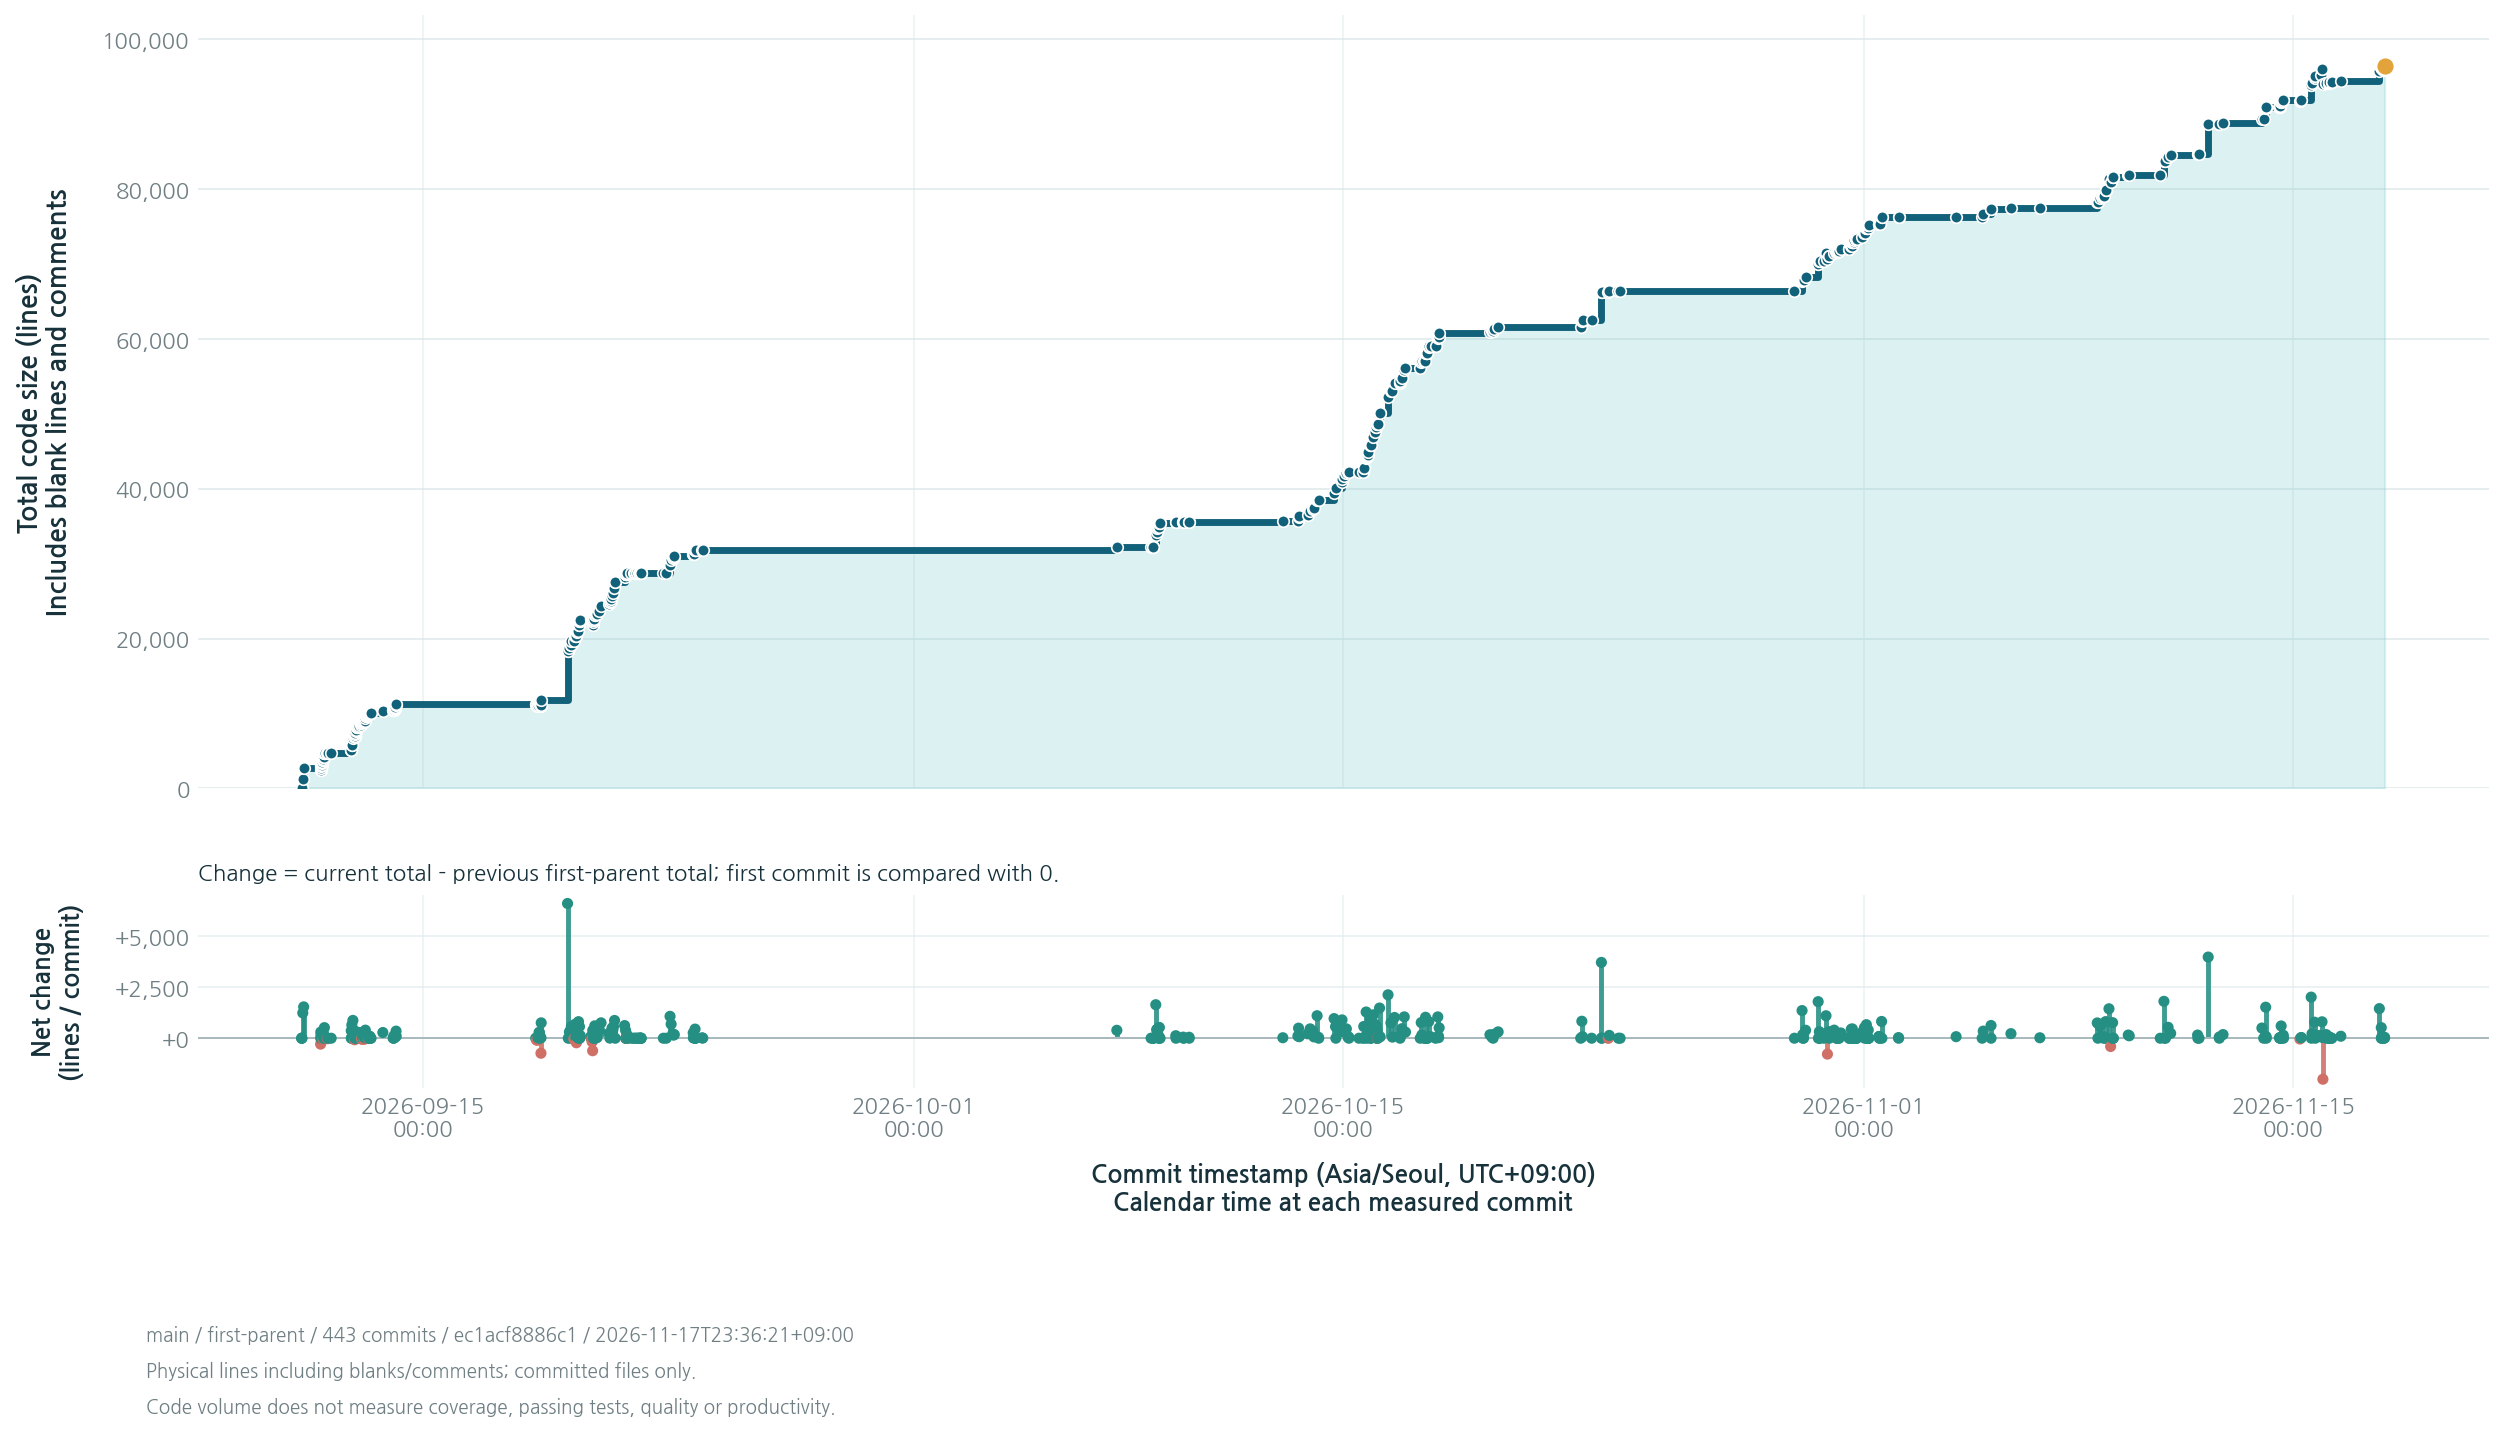 100,000
80,000
60,000
40,000
20,000
0
Total code size (lines)
Includes blank lines and comments
Change = current total - previous first-parent total; first commit is compared with 0.
+5,000
+2,500
+0
Net change
(lines / commit)
2026-09-15
00:00
2026-10-01
00:00
2026-10-15
00:00
2026-11-01
00:00
2026-11-15
00:00
Commit timestamp (Asia/Seoul, UTC+09:00)
Calendar time at each measured commit
main / first-parent / 443 commits / ec1acf8886c1 / 2026-11-17T23:36:21+09:00
Physical lines including blanks/comments; committed files only.
Code volume does not measure coverage, passing tests, quality or productivity.